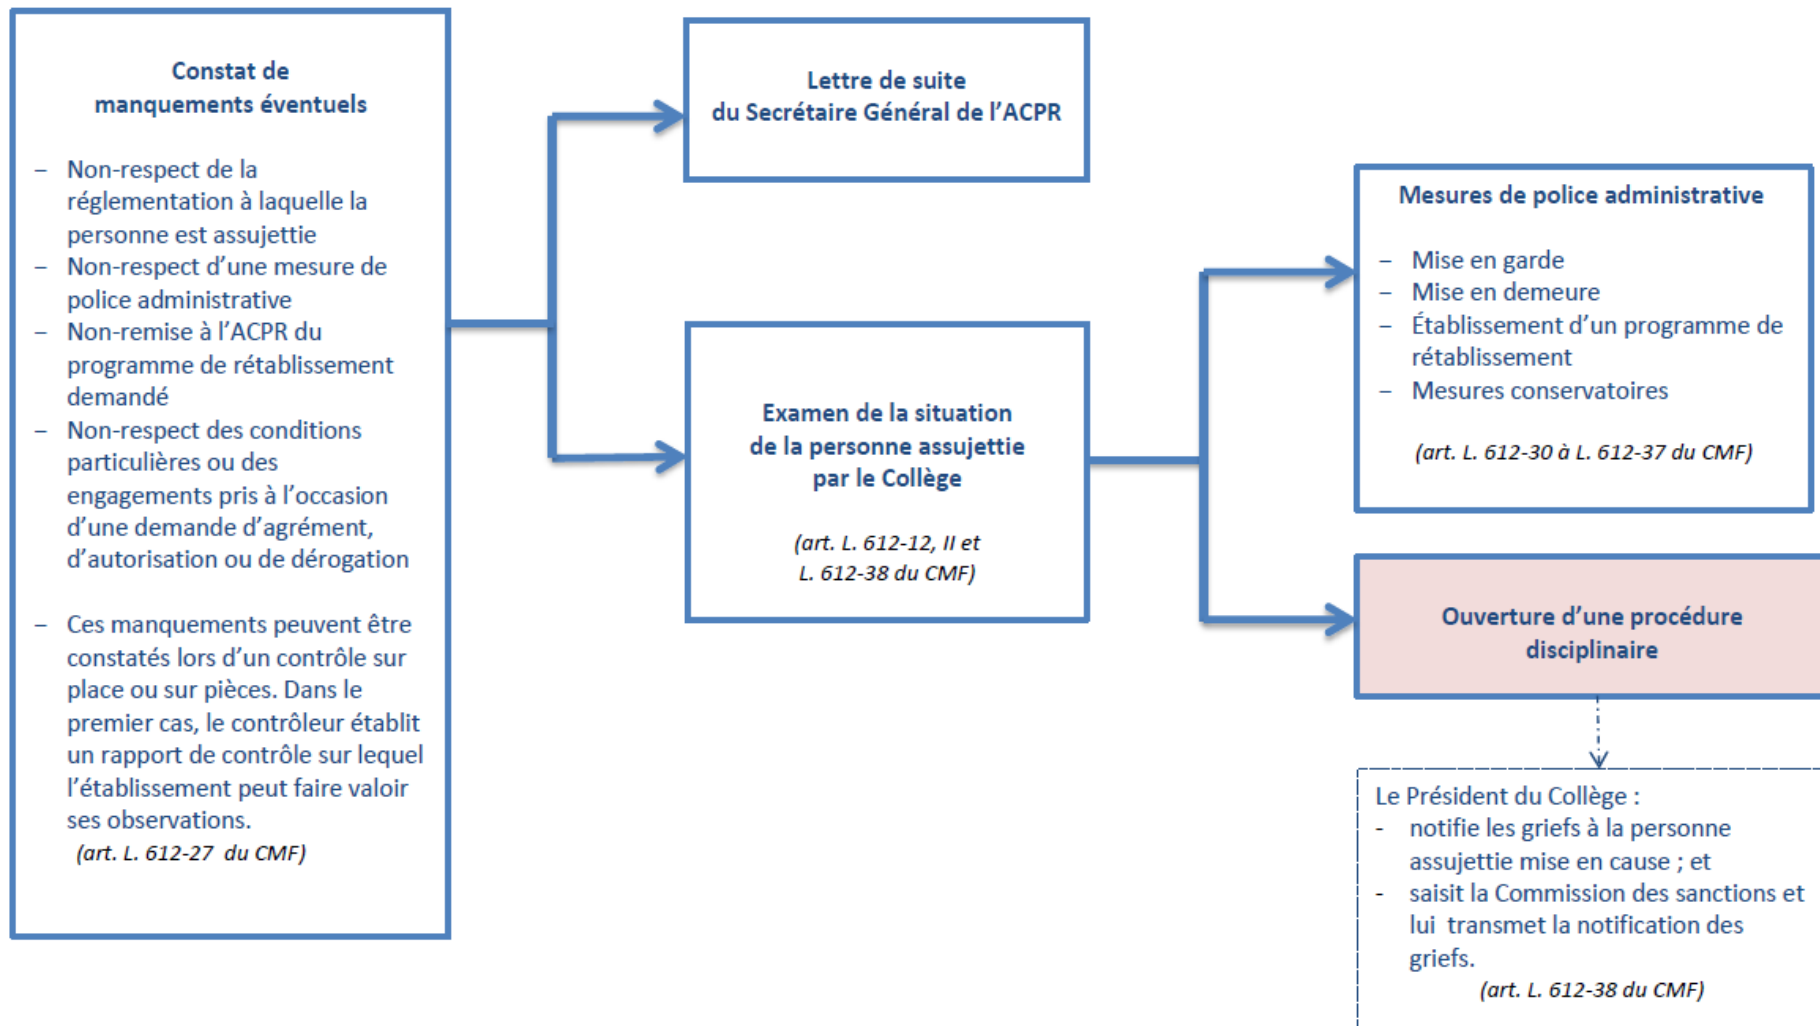 Constat de
manquements éventuels
– Non-respect de la
réglementation à laquelle la
personne est assujettie
– Non-respect d’une mesure de
police administrative
– Non-remise à l’ACPR du
programme de rétablissement
demandé
– Non-respect des conditions
particulières ou des
engagements pris à l’occasion
d’une demande d’agrément,
d’autorisation ou de dérogation
– Ces manquements peuvent être
constatés lors d’un contrôle sur
place ou sur pièces. Dans le
premier cas, le contrôleur établit
un rapport de contrôle sur lequel
l’établissement peut faire valoir
ses observations.
(art. L. 612-27 du CMF)
Lettre de suite
du Secrétaire Général de l’ACPR
Examen de la situation
de la personne assujettie
par le Collège
(art. L. 612-12, II et
L. 612-38 du CMF)
Mesures de police administrative
– Mise en garde
– Mise en demeure
– Établissement d’un programme de
rétablissement
– Mesures conservatoires
(art. L. 612-30 à L. 612-37 du CMF)
Ouverture d’une procédure
disciplinaire
Le Président du Collège :
- notifie les griefs à la personne
assujettie mise en cause ; et
- saisit la Commission des sanctions et
lui transmet la notification des
griefs.
(art. L. 612-38 du CMF)